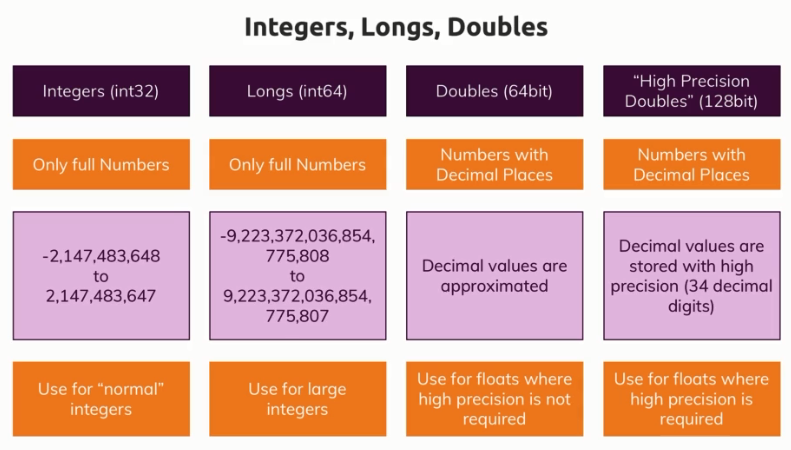 Integers, Longs, Doubles
Integers (int32)
Longs (int64)
Doubles (64bit)
“High Precision
Doubles” (128bit)
Only full Numbers
Only full Numbers
Numbers with
Decimal Places
Numbers with
Decimal Places
-2,147,483,648
to
2,147,483,647
-9,223,372,036,854,
775,808
to
9,223,372,036,854,
775,807
Decimal values are
approximated
Decimal values are
stored with high
precision (34 decimal
digits)
Use for “normal”
integers
Use for large
integers
Use for floats where
high precision is not
required
Use for floats where
high precision is
required